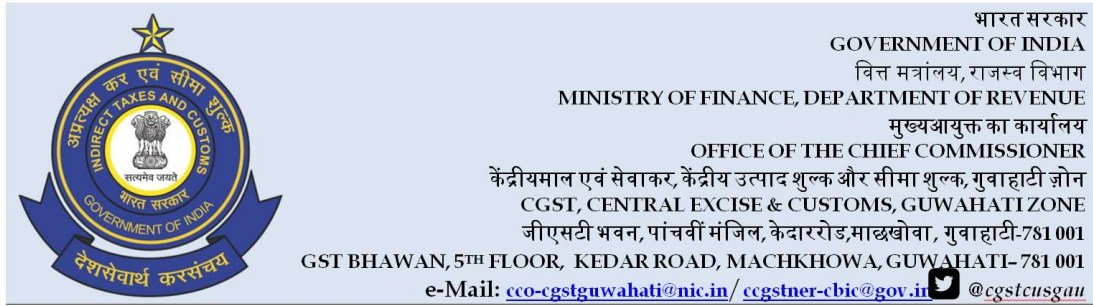 अप्रत्यक्ष कर एवं सीमा शुल्क
INDIRECT TAXES AND CUSTOMS
सत्यमेव जयते
भारत सरकार
GOVERNMENT OF INDIA
देशसेवार्थ करसंचय
भारत सरकार
GOVERNMENT OF INDIA
वित्त मत्रांलय, राजस्व विभाग
MINISTRY OF FINANCE, DEPARTMENT OF REVENUE
मुख्यआयुक्त का कार्यालय
OFFICE OF THE CHIEF COMMISSIONER
केंद्रीयमाल एवं सेवाकर, केंद्रीय उत्पाद शुल्क और सीमा शुल्क, गुवाहाटी ज़ोन
CGST, CENTRAL EXCISE & CUSTOMS, GUWAHATI ZONE
जीएसटी भवन, पांचवीं मंजिल, केदाररोड,माछखोवा, गुवाहाटी-781 001
GST BHAWAN, 5TH FLOOR, KEDAR ROAD, MACHKHOWA, GUWAHATI– 781 001
e-Mail: cco-cgstguwahati@nic.in/ ccgstner-cbic@gov.in @cgstcusgau